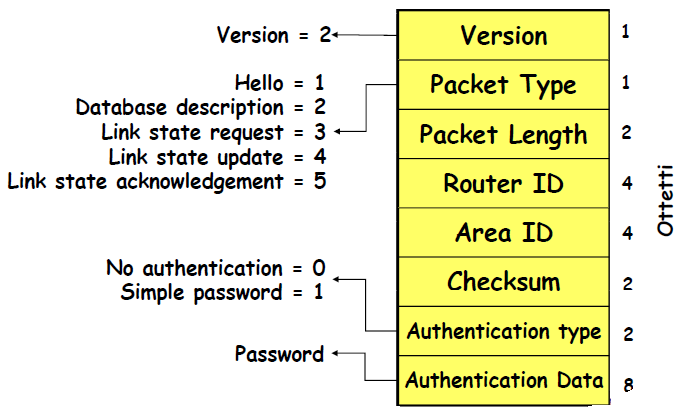 Version = 2
Version
1
Hello = 1
Database description = 2
Link state request = 3
Link state update = 4
Link state acknowledgement = 5
Packet Type
1
Packet Length
2
Router ID
4
Area ID
4
Ottetti
No authentication = 0
Simple password = 1
Checksum
2
Authentication type
2
Password
Authentication Data
8